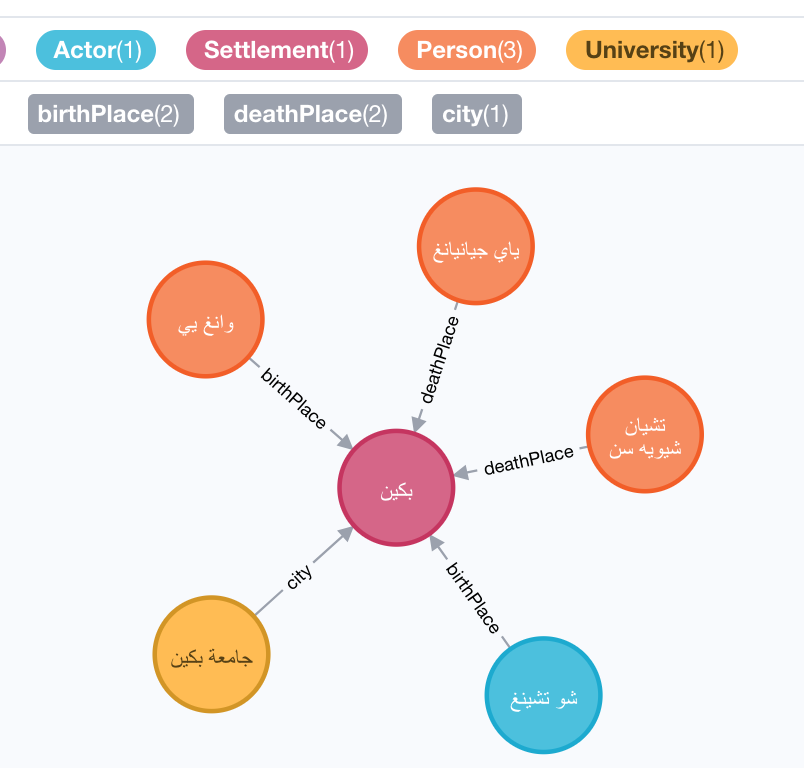 Actor(1) Settlement(1) Person(3) University(1)
birthPlace(2) deathPlace(2) city(1)
ياي جيانيانغ
وانغ يي
deathPlace
birthPlace
تشيان
شيويه سن
deathPlace
بكين
city
birthPlace
جامعة بكين
شو تشينغ